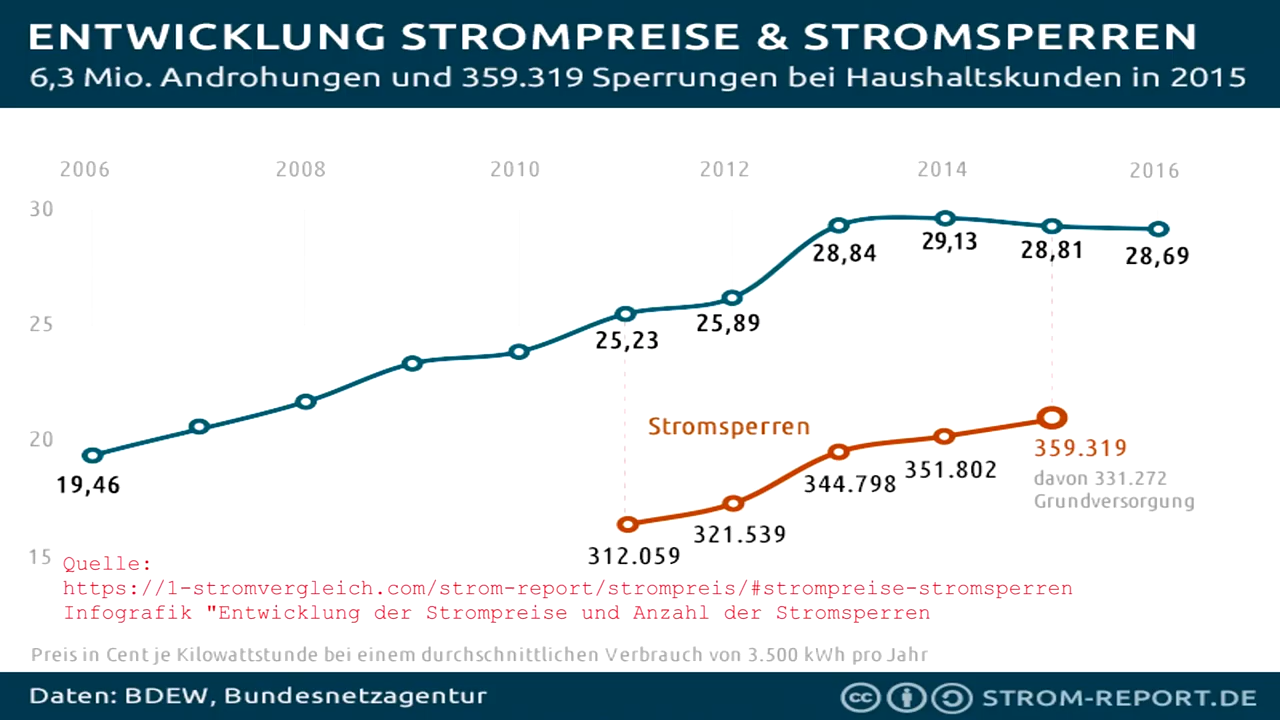 ENTWICKLUNG STROMPREISE & STROMSPERREN
6,3 Mio. Androhungen und 359.319 Sperrungen bei Haushaltskunden in 2015
2006 2008 2010 2012 2014 2016
30
25
20
15
19,46
25,23
25,89
28,84
29,13
28,81
28,69
Stromsperren
312.059
321.539
344.798
351.802
359.319
davon 331.272
Grundversorgung
Quelle:
https://1-stromvergleich.com/strom-report/strompreis/#strompreise-stromsperren
Infografik "Entwicklung der Strompreise und Anzahl der Stromsperren
Preis in Cent je Kilowattstunde bei einem durchschnittlichen Verbrauch von 3.500 kWh pro Jahr
Daten: BDEW, Bundesnetzagentur
cc STROM-REPORT.DE